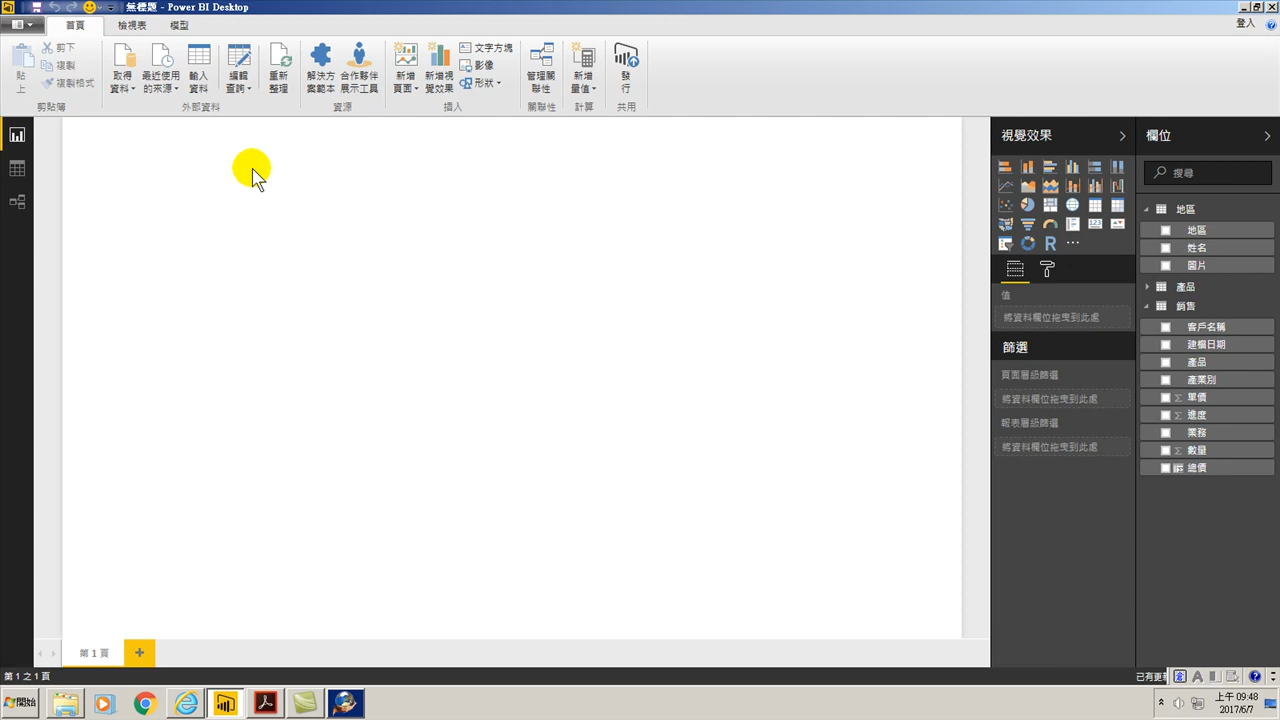 無標題 - Power BI Desktop
首頁 檢視表 模型
登入
貼上
剪下
複製
複製格式
剪貼簿
取得資料
最近使用的來源
輸入資料
編輯查詢
重新整理
外部資料
解決方案範本
合作夥伴展示工具
資源
新增頁面
新增視覺效果
文字方塊
影像
形狀
插入
管理關聯性
關聯性
新增量值
計算
發行
共用
視覺效果
值
將資料欄位拖曳到此處
篩選
頁面層級篩選
將資料欄位拖曳到此處
報表層級篩選
將資料欄位拖曳到此處
欄位
搜尋
地區
地區
姓名
圖片
產品
銷售
客戶名稱
建檔日期
產品
產業別
Σ 單價
Σ 進度
業務
Σ 數量
總價
第 1 頁
第 1 之 1 頁
已有更新
開始
上午 09:48
2017/6/7